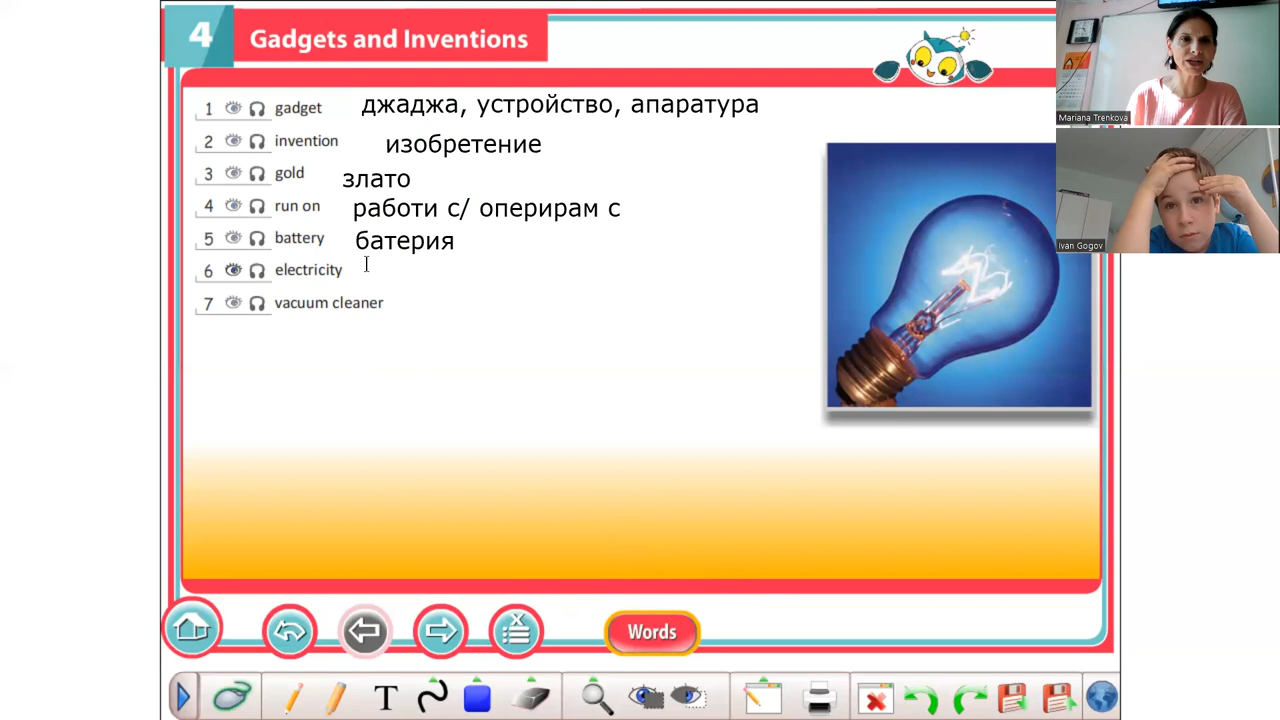 4 Gadgets and Inventions
1 gadget джаджа, устройство, апаратура
2 invention изобретение
3 gold злато
4 run on работи с/ оперирам с
5 battery батерия
6 electricity
7 vacuum cleaner
Words
T
Mariana Trenkova
Ivan Gogov